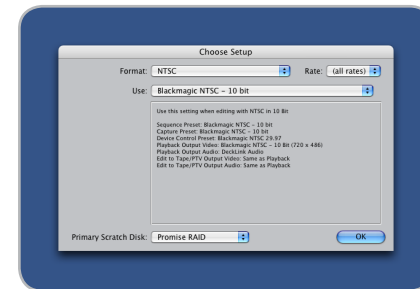 Choose Setup
Format: NTSC Rate: (all rates)
Use: Blackmagic NTSC - 10 bit
Use this setting when editing with NTSC in 10 Bit
Sequence Preset: Blackmagic NTSC - 10 bit
Capture Preset: Blackmagic NTSC - 10 bit
Device Control Preset: Blackmagic NTSC 29.97
Playback Output Video: Blackmagic NTSC - 10 Bit (720 x 486)
Playback Output Audio: DeckLink Audio
Edit to Tape/PTV Output Video: Same as Playback
Edit to Tape/PTV Output Audio: Same as Playback
Primary Scratch Disk: Promise RAID OK